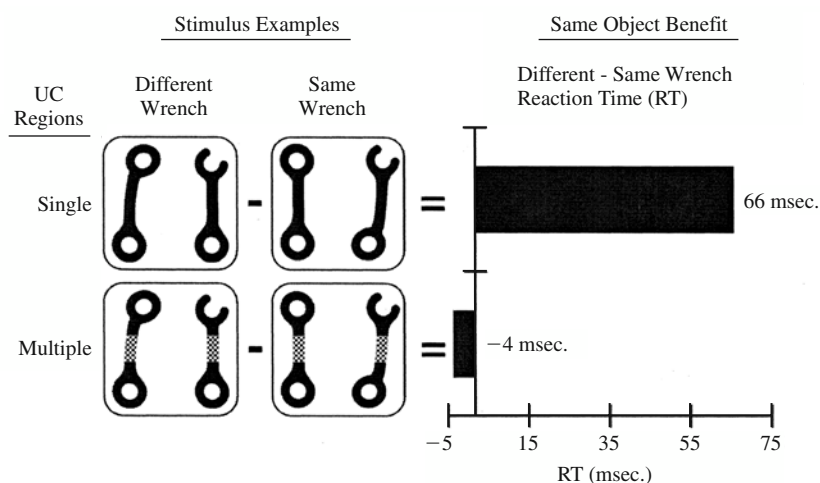 Stimulus Examples
Same Object Benefit
UC
Regions
Different
Wrench
Same
Wrench
Different - Same Wrench
Reaction Time (RT)
Single
-
=
66 msec.
Multiple
-
=
−4 msec.
−5 15 35 55 75
RT (msec.)